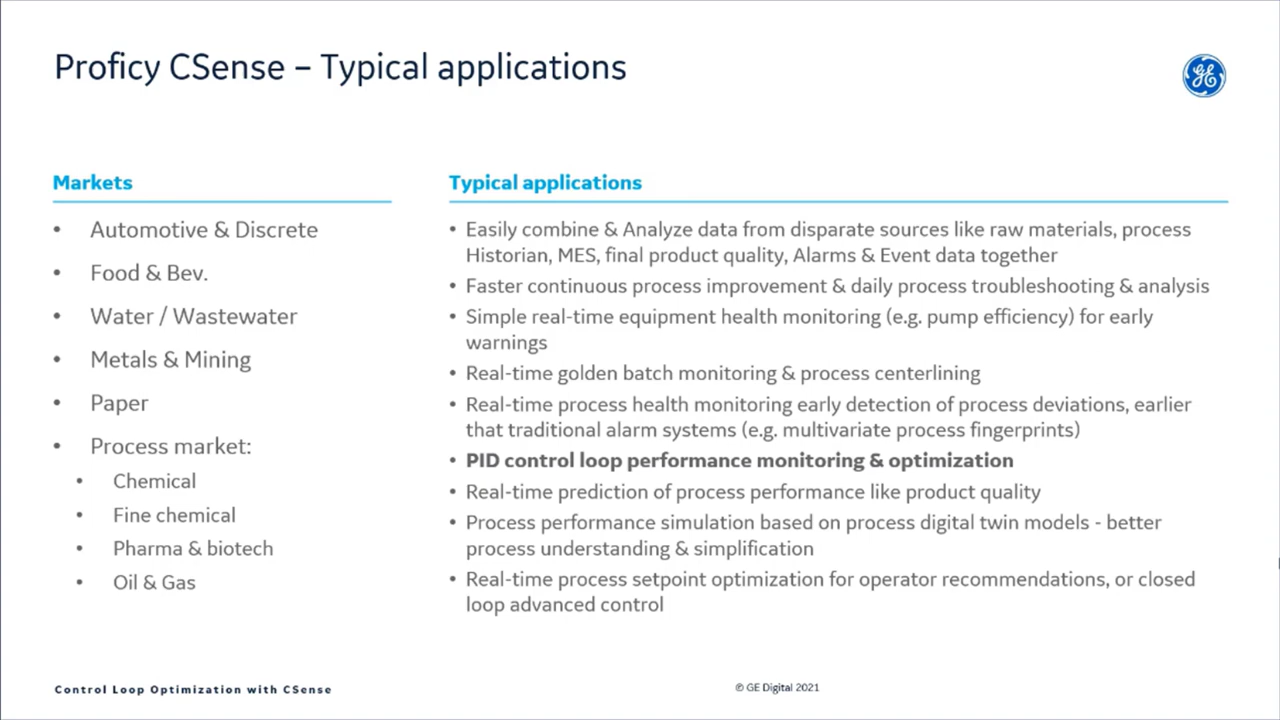 Proficy CSense – Typical applications
Markets
• Automotive & Discrete
• Food & Bev.
• Water / Wastewater
• Metals & Mining
• Paper
• Process market:
• Chemical
• Fine chemical
• Pharma & biotech
• Oil & Gas
Typical applications
• Easily combine & Analyze data from disparate sources like raw materials, process
Historian, MES, final product quality, Alarms & Event data together
• Faster continuous process improvement & daily process troubleshooting & analysis
• Simple real-time equipment health monitoring (e.g. pump efficiency) for early
warnings
• Real-time golden batch monitoring & process centerlining
• Real-time process health monitoring early detection of process deviations, earlier
that traditional alarm systems (e.g. multivariate process fingerprints)
• PID control loop performance monitoring & optimization
• Real-time prediction of process performance like product quality
• Process performance simulation based on process digital twin models - better
process understanding & simplification
• Real-time process setpoint optimization for operator recommendations, or closed
loop advanced control
Control Loop Optimization with CSense
© GE Digital 2021